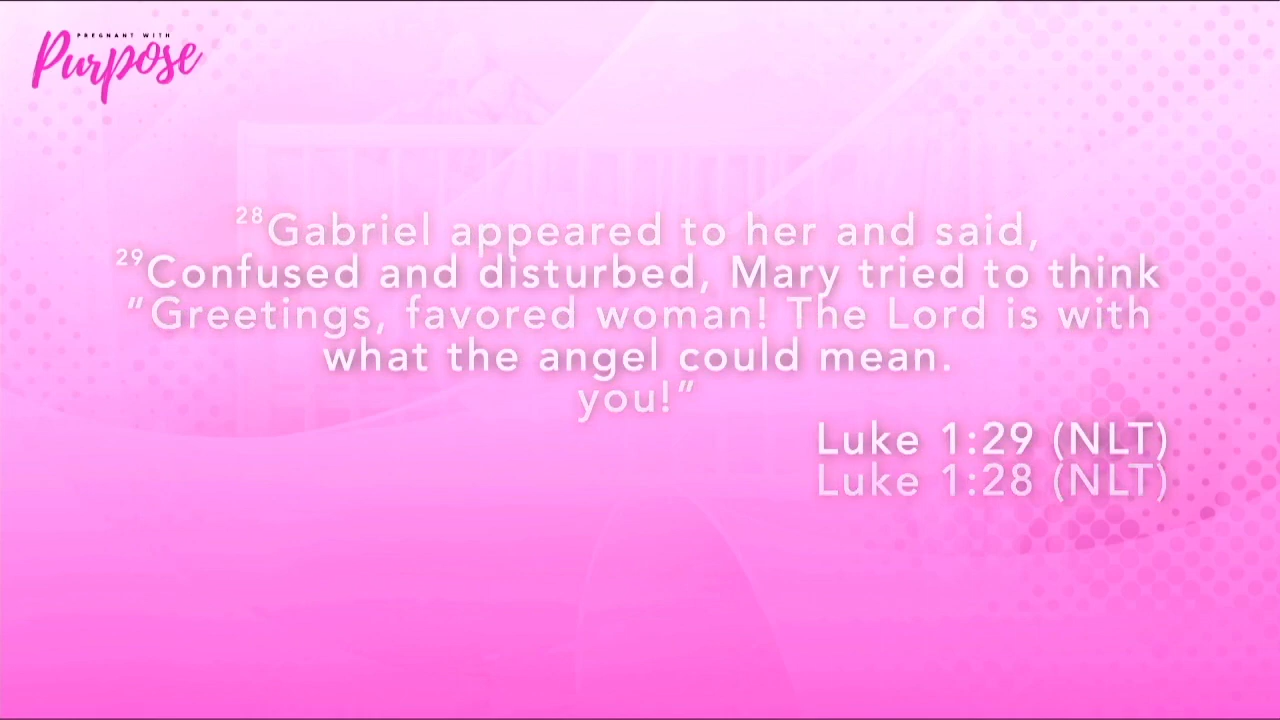 PREGNANT WITH
Purpose
28Gabriel appeared to her and said,
29Confused and disturbed, Mary tried to think
“Greetings, favored woman! The Lord is with
what the angel could mean.
you!”
Luke 1:29 (NLT)
Luke 1:28 (NLT)